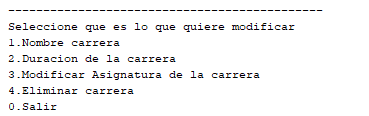 ---------------------------------------------
Seleccione que es lo que quiere modificar
1.Nombre carrera
2.Duracion de la carrera
3.Modificar Asignatura de la carrera
4.Eliminar carrera
0.Salir